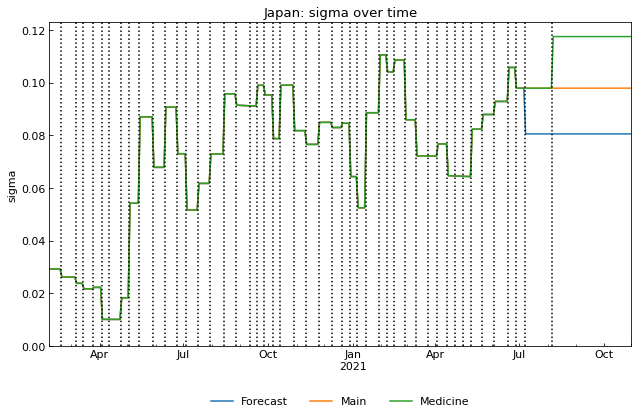 Japan: sigma over time
sigma
0.12
0.10
0.08
0.06
0.04
0.02
0.00
Apr Jul Oct Jan Apr Jul Oct
2021
Forecast Main Medicine